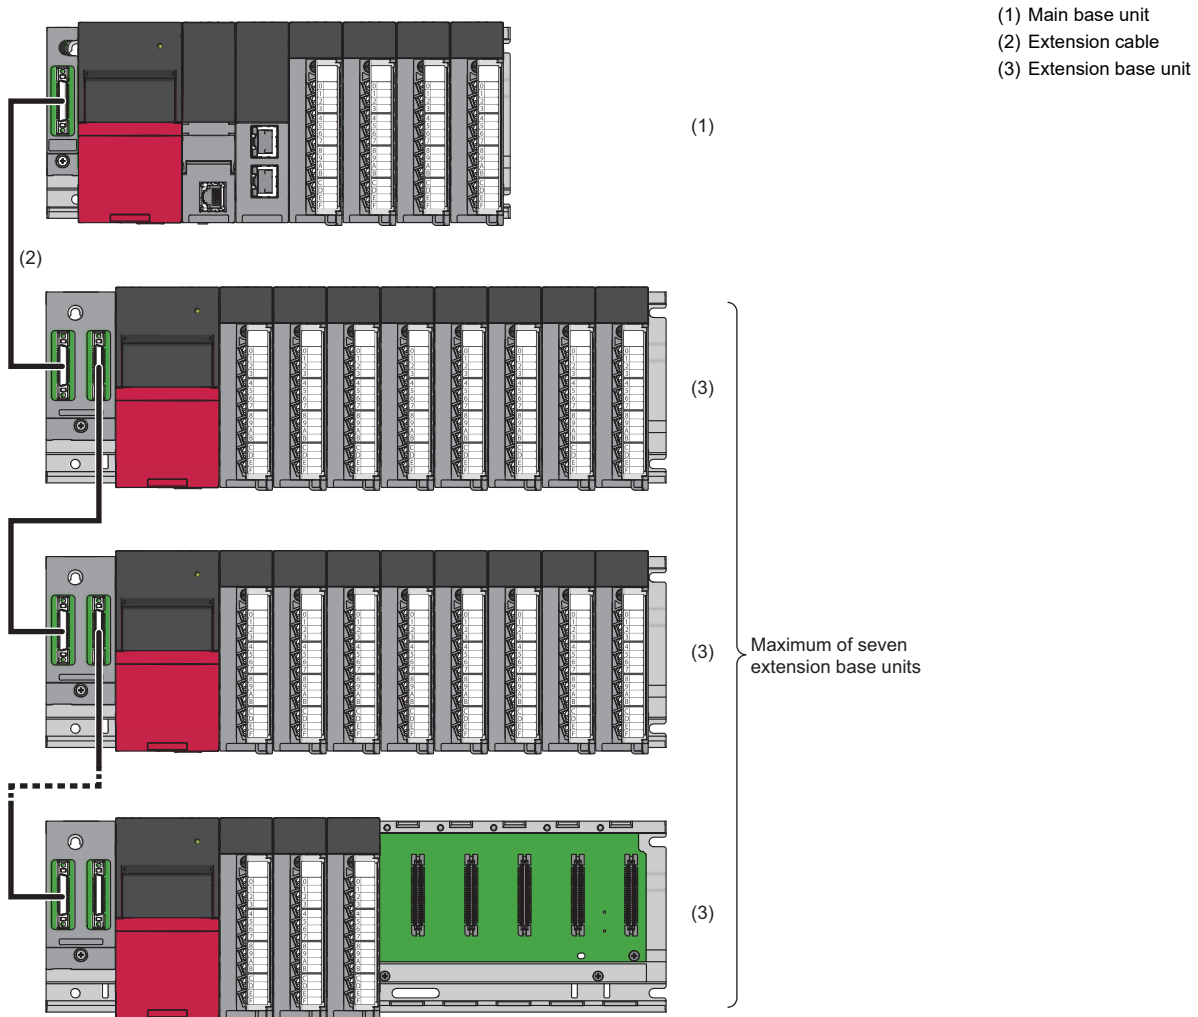 (1) Main base unit
(2) Extension cable
(3) Extension base unit
(1)
(2)
(3)
(3)
Maximum of seven
extension base units
(3)